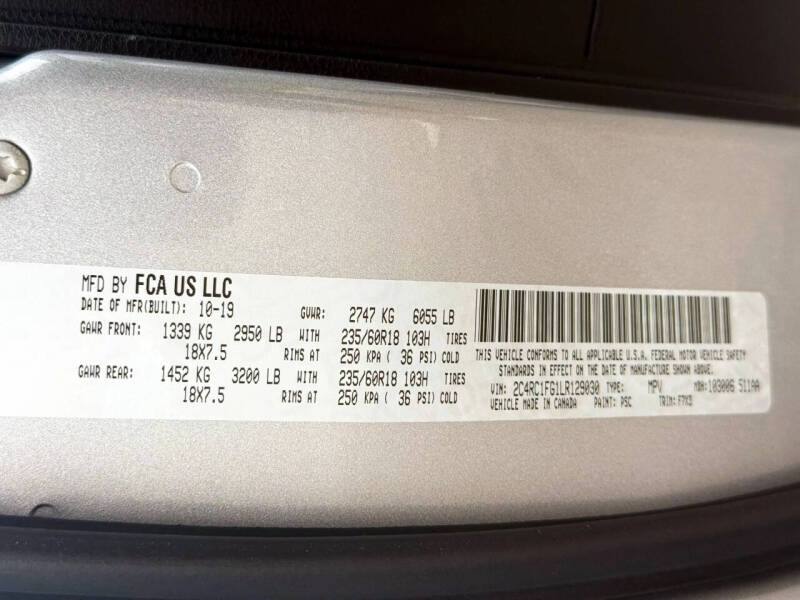 MFD BY FCA US LLC
DATE OF MFR(BUILT): 10-19 GVWR: 2747 KG 6055 LB
GAWR FRONT: 1339 KG 2950 LB WITH 235/60R18 103H TIRES
18X7.5 RIMS AT 250 KPA ( 36 PSI) COLD
GAWR REAR: 1452 KG 3200 LB WITH 235/60R18 103H TIRES
18X7.5 RIMS AT 250 KPA ( 36 PSI) COLD
THIS VEHICLE CONFORMS TO ALL APPLICABLE U.S.A. FEDERAL MOTOR VEHICLE SAFETY
STANDARDS IN EFFECT ON THE DATE OF MANUFACTURE SHOWN ABOVE.
VIN: 2C4RC1FG1LR129030 TYPE: MPV MDH: 103006 511AA
VEHICLE MADE IN CANADA PAINT: PSC TRIM: